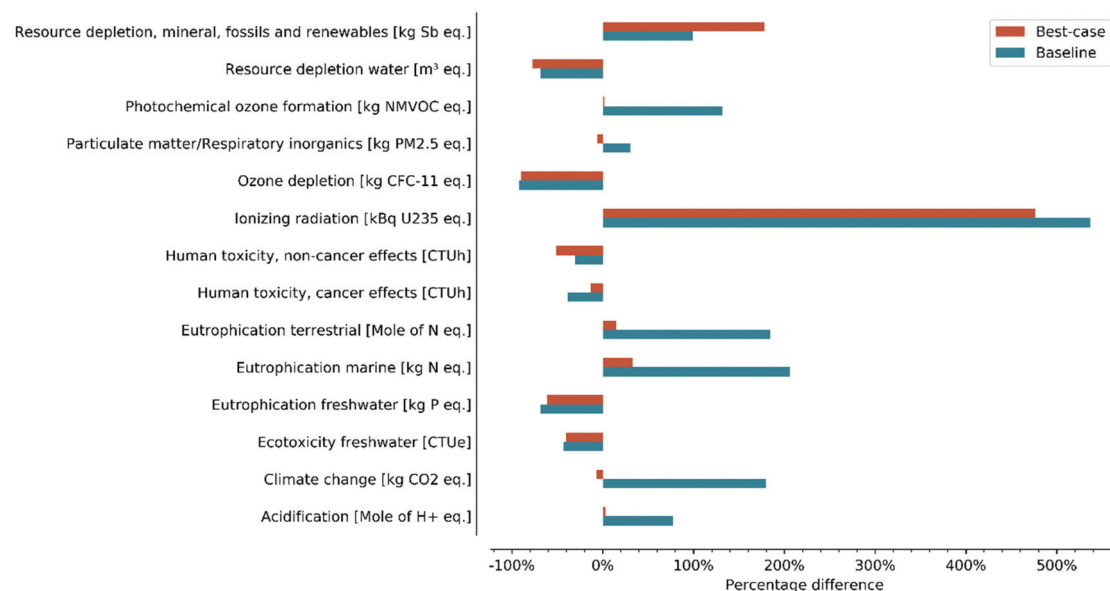 Resource depletion, mineral, fossils and renewables [kg Sb eq.]
Resource depletion water [m³ eq.]
Photochemical ozone formation [kg NMVOC eq.]
Particulate matter/Respiratory inorganics [kg PM2.5 eq.]
Ozone depletion [kg CFC-11 eq.]
Ionizing radiation [kBq U235 eq.]
Human toxicity, non-cancer effects [CTUh]
Human toxicity, cancer effects [CTUh]
Eutrophication terrestrial [Mole of N eq.]
Eutrophication marine [kg N eq.]
Eutrophication freshwater [kg P eq.]
Ecotoxicity freshwater [CTUe]
Climate change [kg CO2 eq.]
Acidification [Mole of H+ eq.]
Best-case
Baseline
-100% 0% 100% 200% 300% 400% 500%
Percentage difference